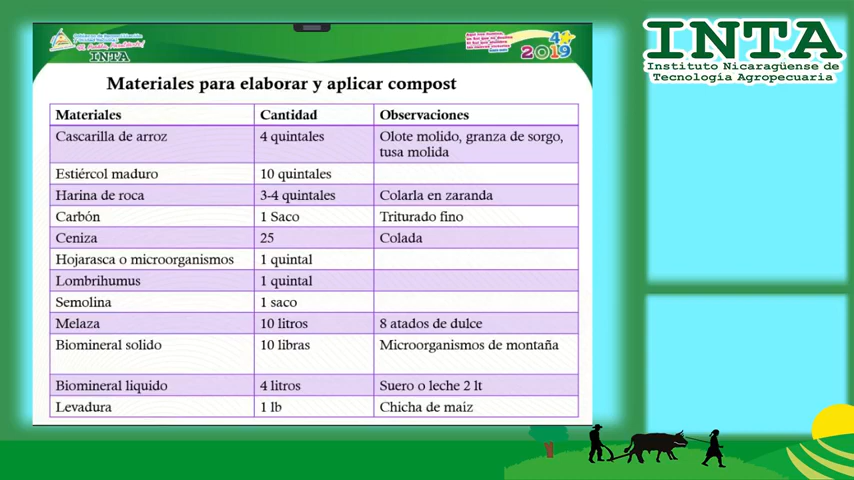 INTA
4
2019
INTA
Instituto Nicaragüense de
Tecnología Agropecuaria
Materiales para elaborar y aplicar compost
Materiales Cantidad Observaciones
Cascarilla de arroz 4 quintales Olote molido, granza de sorgo,
tusa molida
Estiércol maduro 10 quintales
Harina de roca 3-4 quintales Colarla en zaranda
Carbón 1 Saco Triturado fino
Ceniza 25 Colada
Hojarasca o microorganismos 1 quintal
Lombrihumus 1 quintal
Semolina 1 saco
Melaza 10 litros 8 atados de dulce
Biomineral solido 10 libras Microorganismos de montaña
Biomineral liquido 4 litros Suero o leche 2 lt
Levadura 1 lb Chicha de maiz